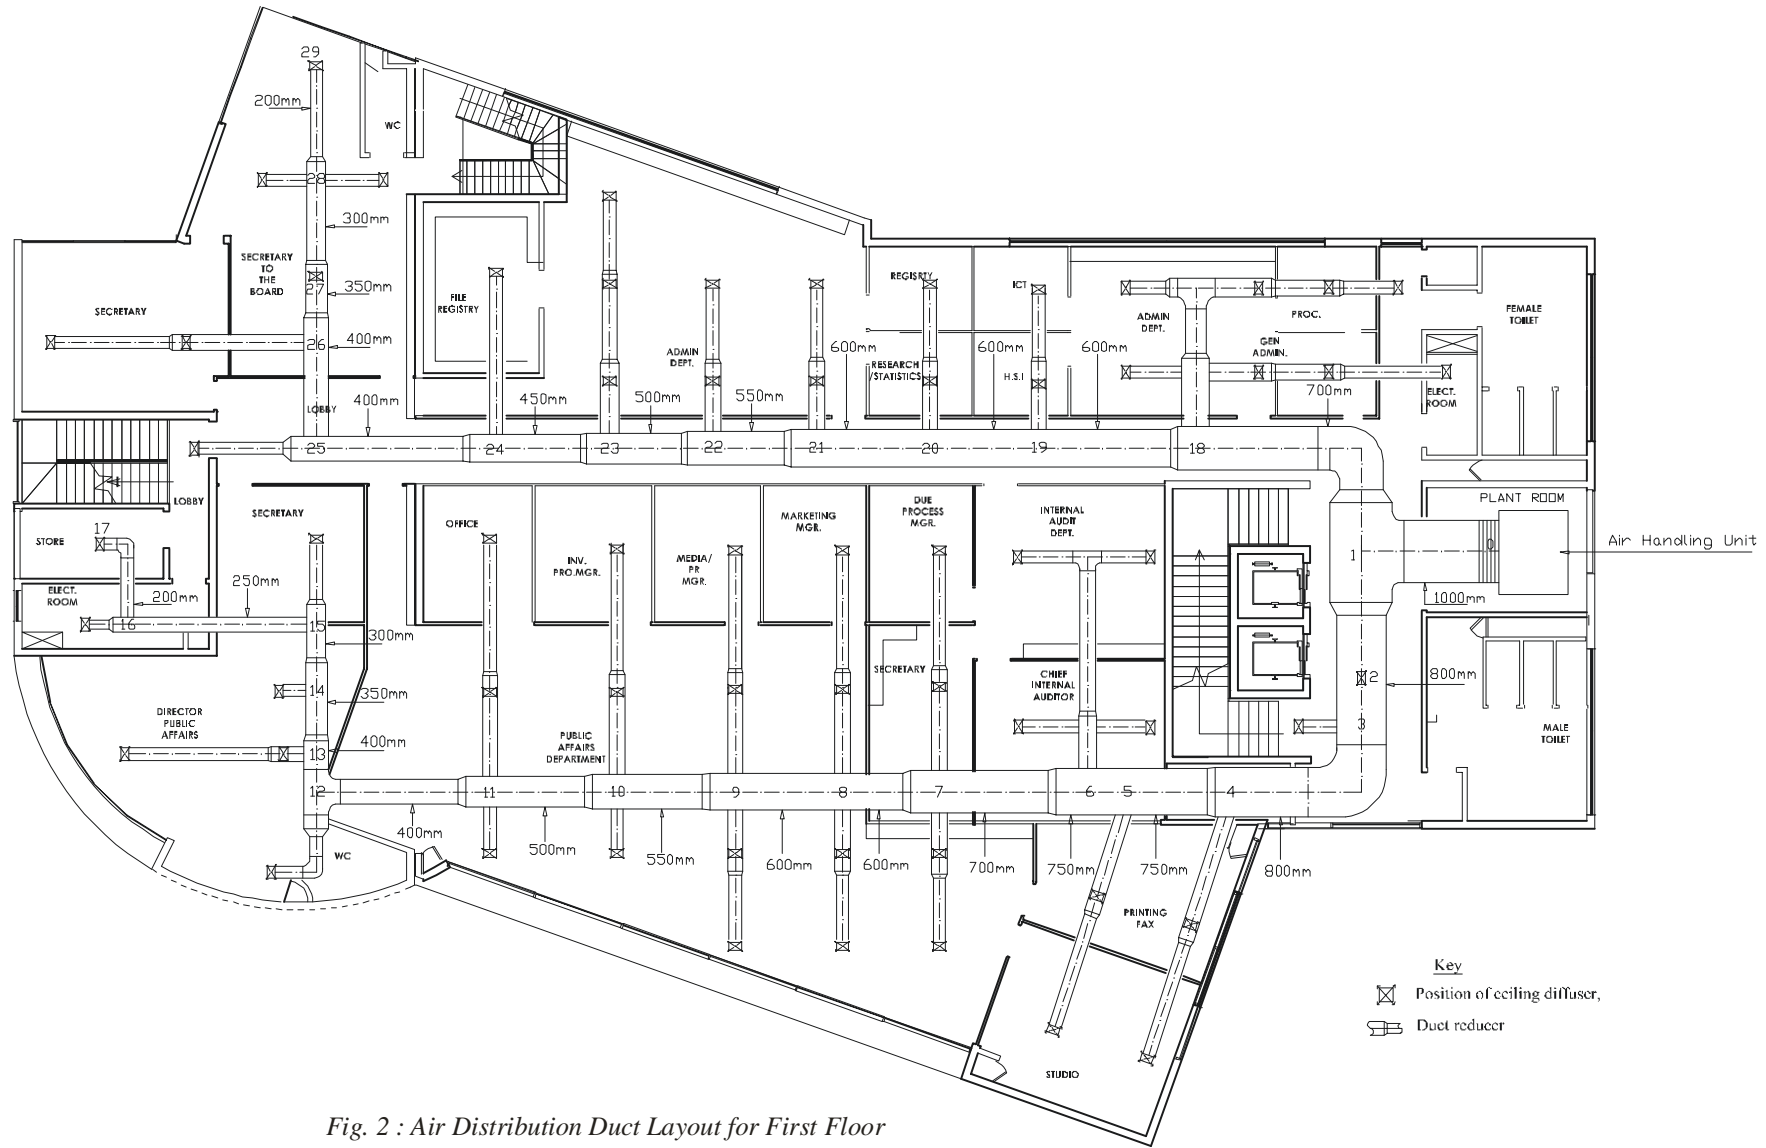 29
200mm
WC
28
300mm
SECRETARY
TO
THE
BOARD
27
350mm
SECRETARY
FILE
REGISTRY
26
400mm
LOBBY
400mm
450mm
500mm
550mm
600mm
600mm
600mm
700mm
ADMIN
DEPT.
REGISRTY
RESEARCH
/STATISTICS
ICT
H.S.I
ADMIN
DEPT.
PROC.
GEN
ADMIN.
FEMALE
TOILET
ELECT.
ROOM
25
24
23
22
21
20
19
18
LOBBY
STORE
17
ELECT.
ROOM
200mm
16
250mm
SECRETARY
15
300mm
14
350mm
13
400mm
DIRECTOR
PUBLIC
AFFAIRS
OFFICE
INV.
PRO.MGR.
MEDIA/
PR
MGR.
MARKETING
MGR.
DUE
PROCESS
MGR.
INTERNAL
AUDIT
DEPT.
PLANT ROOM
Air Handling Unit
0
1
1000mm
SECRETARY
CHIEF
INTERNAL
AUDITOR
2
800mm
3
MALE
TOILET
PUBLIC
AFFAIRS
DEPARTMENT
12
11
10
9
8
7
6
5
4
400mm
500mm
550mm
600mm
600mm
700mm
750mm
750mm
800mm
WC
PRINTING
FAX
STUDIO
Key
Position of ceiling diffuser,
Duct reducer
Fig. 2 : Air Distribution Duct Layout for First Floor